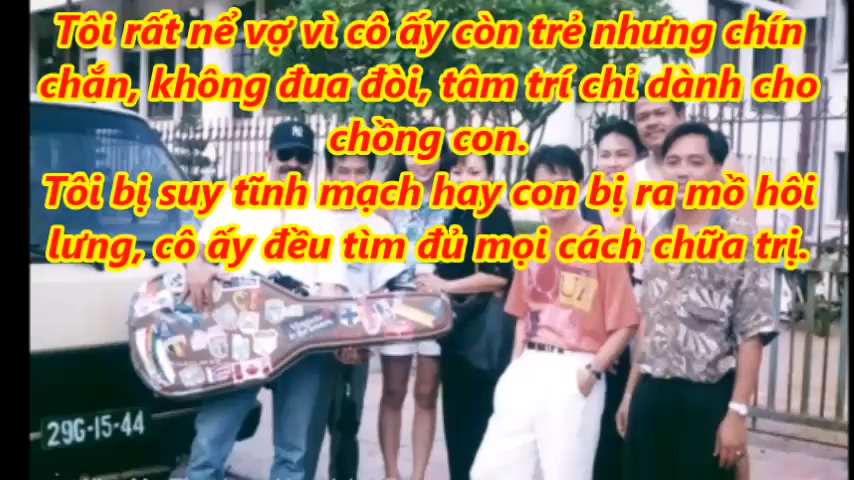 Tôi rất nể vợ vì cô ấy còn trẻ nhưng chín
chắn, không đua đòi, tâm trí chỉ dành cho
chồng con.
Tôi bị suy tĩnh mạch hay con bị ra mồ hôi
lưng, cô ấy đều tìm đủ mọi cách chữa trị.
29G-15-44